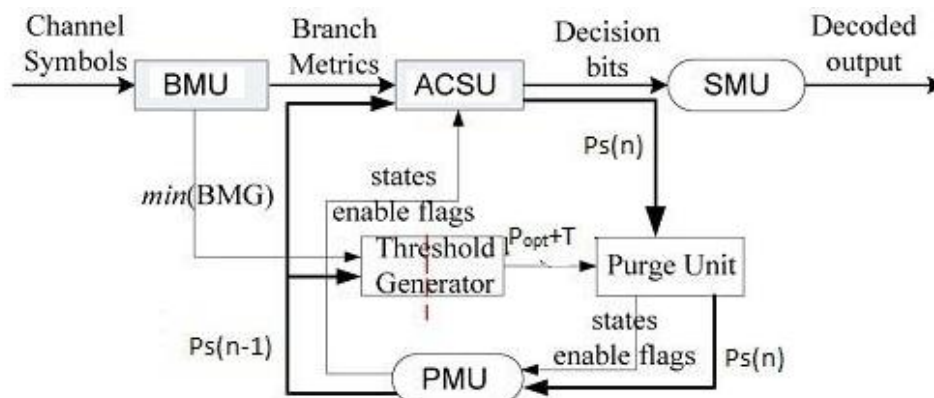 Channel
Symbols
BMU
Branch
Metrics
ACSU
Decision
bits
SMU
Decoded
output
Ps(n)
min(BMG)
states
enable flags
Threshold
Generator
Popt+T
Purge Unit
states
enable flags
Ps(n)
Ps(n-1)
PMU